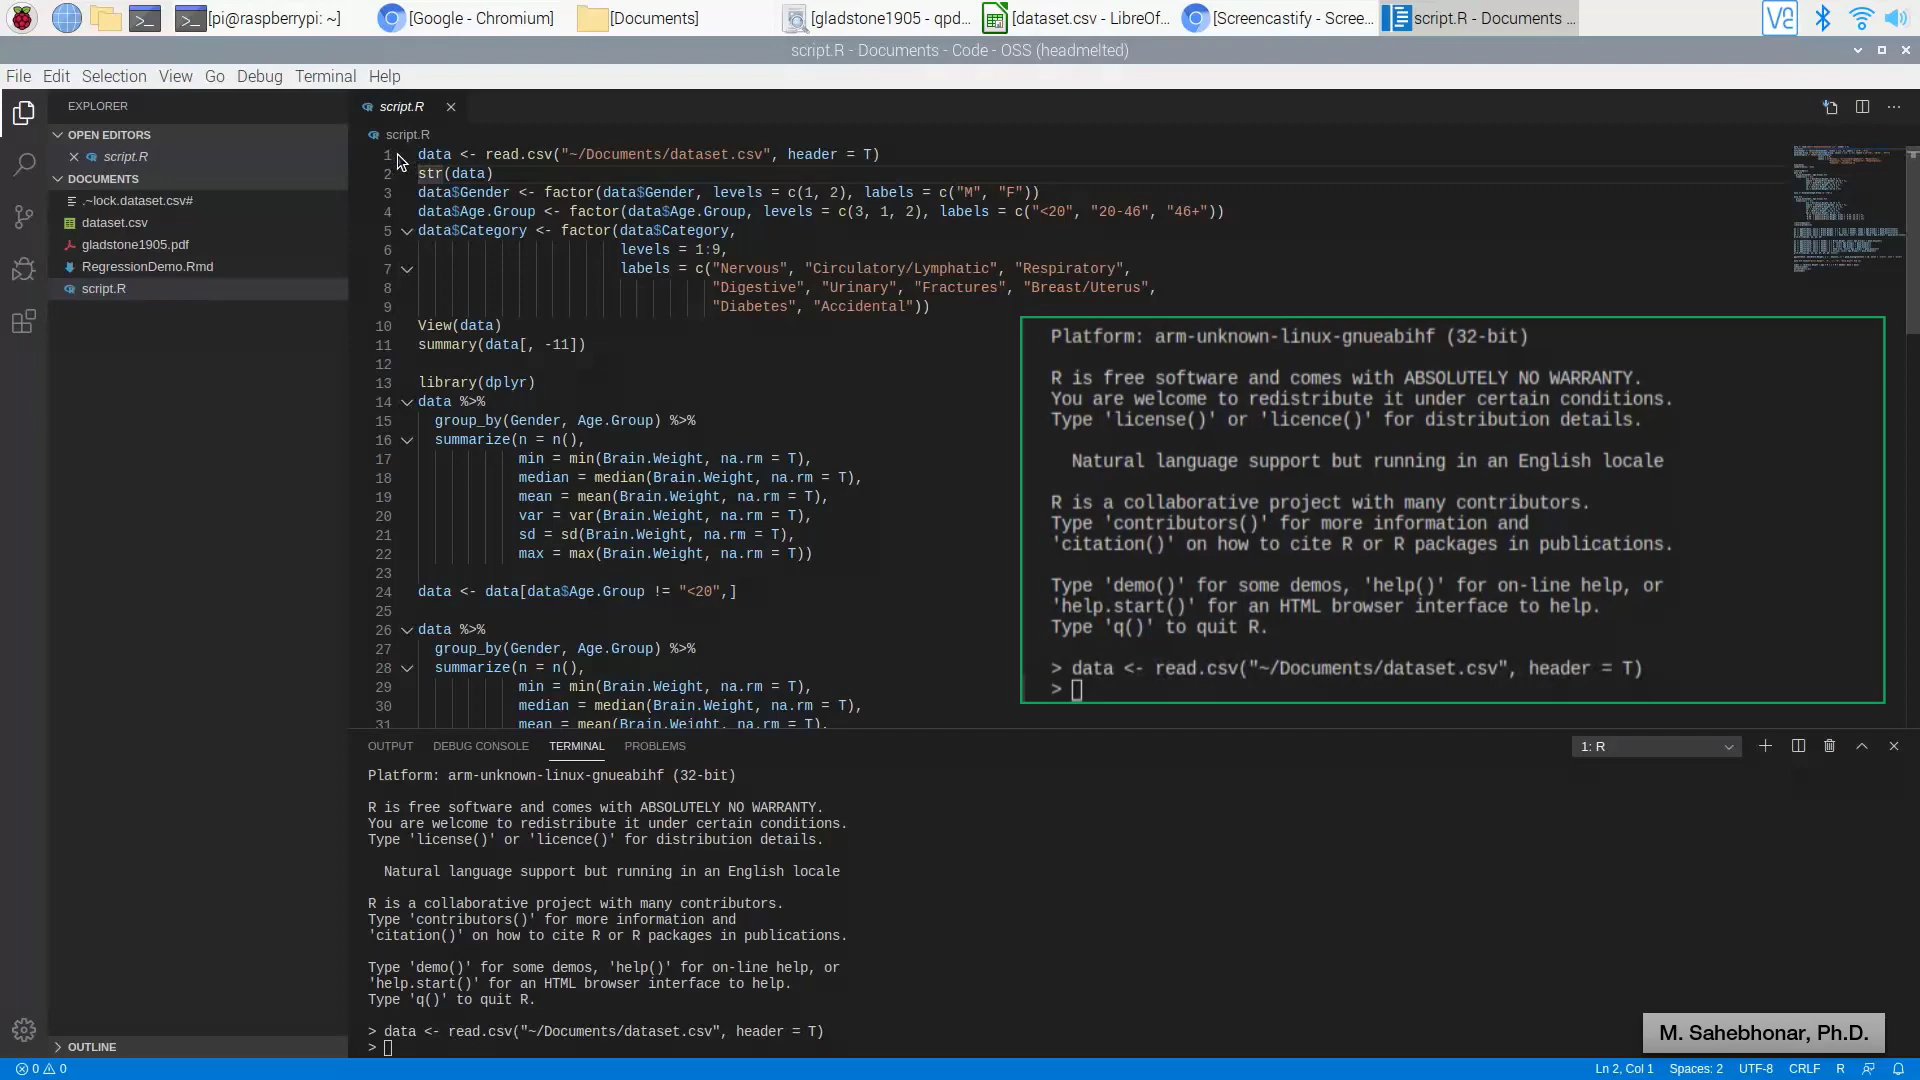 [pi@raspberrypi: ~]
[Google - Chromium]
[Documents]
[gladstone1905 - qpd...
[dataset.csv - LibreOf...
[Screencastify - Scree...
script.R - Documents ...
script.R - Documents - Code - OSS (headmelted)
File Edit Selection View Go Debug Terminal Help
EXPLORER
OPEN EDITORS
script.R
DOCUMENTS
.~lock.dataset.csv#
dataset.csv
gladstone1905.pdf
RegressionDemo.Rmd
script.R
OUTLINE
script.R
script.R
1 data <- read.csv("~/Documents/dataset.csv", header = T)
2 str(data)
3 data$Gender <- factor(data$Gender, levels = c(1, 2), labels = c("M", "F"))
4 data$Age.Group <- factor(data$Age.Group, levels = c(3, 1, 2), labels = c("<20", "20-46", "46+"))
5 data$Category <- factor(data$Category,
6 levels = 1:9,
7 labels = c("Nervous", "Circulatory/Lymphatic", "Respiratory",
8 "Digestive", "Urinary", "Fractures", "Breast/Uterus",
9 "Diabetes", "Accidental"))
10 View(data)
11 summary(data[, -11])
12
13 library(dplyr)
14 data %>%
15 group_by(Gender, Age.Group) %>%
16 summarize(n = n(),
17 min = min(Brain.Weight, na.rm = T),
18 median = median(Brain.Weight, na.rm = T),
19 mean = mean(Brain.Weight, na.rm = T),
20 var = var(Brain.Weight, na.rm = T),
21 sd = sd(Brain.Weight, na.rm = T),
22 max = max(Brain.Weight, na.rm = T))
23
24 data <- data[data$Age.Group != "<20",]
25
26 data %>%
27 group_by(Gender, Age.Group) %>%
28 summarize(n = n(),
29 min = min(Brain.Weight, na.rm = T),
30 median = median(Brain.Weight, na.rm = T),
31 mean = mean(Brain.Weight, na.rm = T),
Platform: arm-unknown-linux-gnueabihf (32-bit)
R is free software and comes with ABSOLUTELY NO WARRANTY.
You are welcome to redistribute it under certain conditions.
Type 'license()' or 'licence()' for distribution details.
Natural language support but running in an English locale
R is a collaborative project with many contributors.
Type 'contributors()' for more information and
'citation()' on how to cite R or R packages in publications.
Type 'demo()' for some demos, 'help()' for on-line help, or
'help.start()' for an HTML browser interface to help.
Type 'q()' to quit R.
> data <- read.csv("~/Documents/dataset.csv", header = T)
>
OUTPUT DEBUG CONSOLE TERMINAL PROBLEMS
1: R
Platform: arm-unknown-linux-gnueabihf (32-bit)
R is free software and comes with ABSOLUTELY NO WARRANTY.
You are welcome to redistribute it under certain conditions.
Type 'license()' or 'licence()' for distribution details.
Natural language support but running in an English locale
R is a collaborative project with many contributors.
Type 'contributors()' for more information and
'citation()' on how to cite R or R packages in publications.
Type 'demo()' for some demos, 'help()' for on-line help, or
'help.start()' for an HTML browser interface to help.
Type 'q()' to quit R.
> data <- read.csv("~/Documents/dataset.csv", header = T)
>
M. Sahebhonar, Ph.D.
0 0
Ln 2, Col 1 Spaces: 2 UTF-8 CRLF R